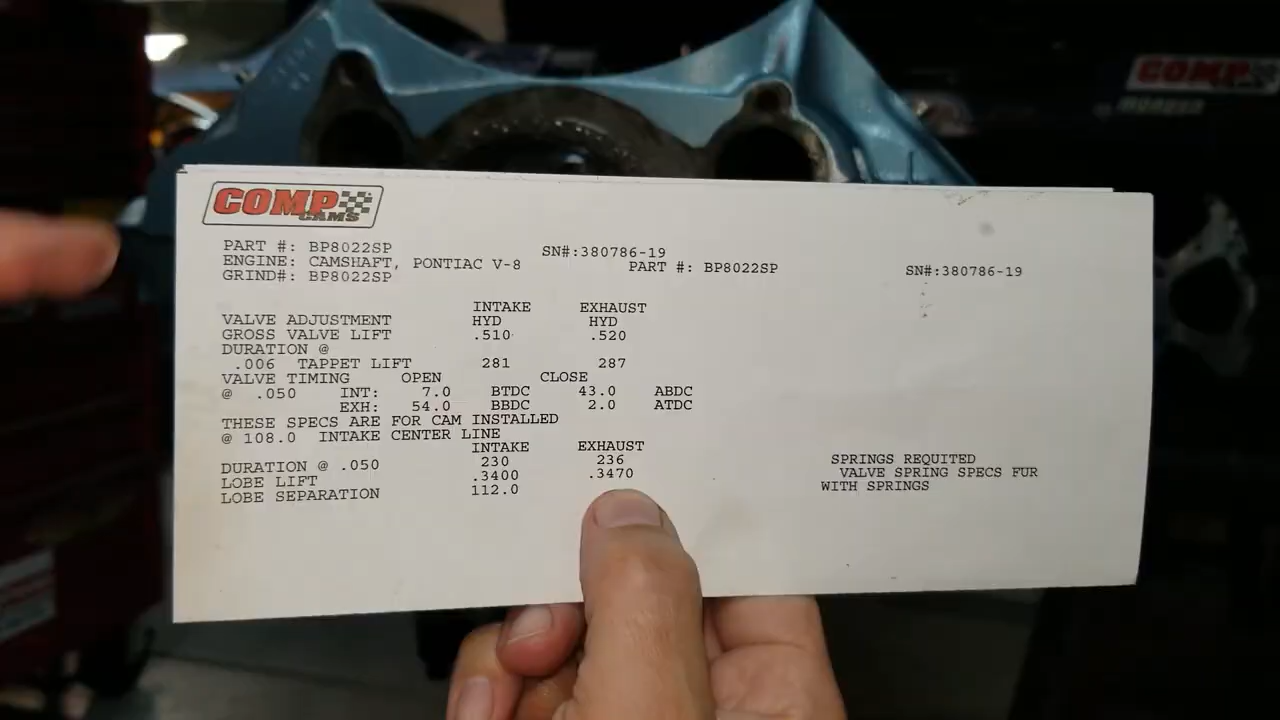 COMP
COMP
CAMS
PART #: BP8022SP
SN#:380786-19
ENGINE: CAMSHAFT, PONTIAC V-8
PART #: BP8022SP
SN#:380786-19
GRIND#: BP8022SP
INTAKE EXHAUST
VALVE ADJUSTMENT HYD HYD
GROSS VALVE LIFT .510 .520
DURATION @
.006 TAPPET LIFT 281 287
VALVE TIMING OPEN CLOSE
@ .050 INT: 7.0 BTDC 43.0 ABDC
EXH: 54.0 BBDC 2.0 ATDC
THESE SPECS ARE FOR CAM INSTALLED
@ 108.0 INTAKE CENTER LINE
INTAKE EXHAUST
DURATION @ .050 230 236
LOBE LIFT .3400 .3470
LOBE SEPARATION 112.0
SPRINGS REQUITED
VALVE SPRING SPECS FUR
WITH SPRINGS